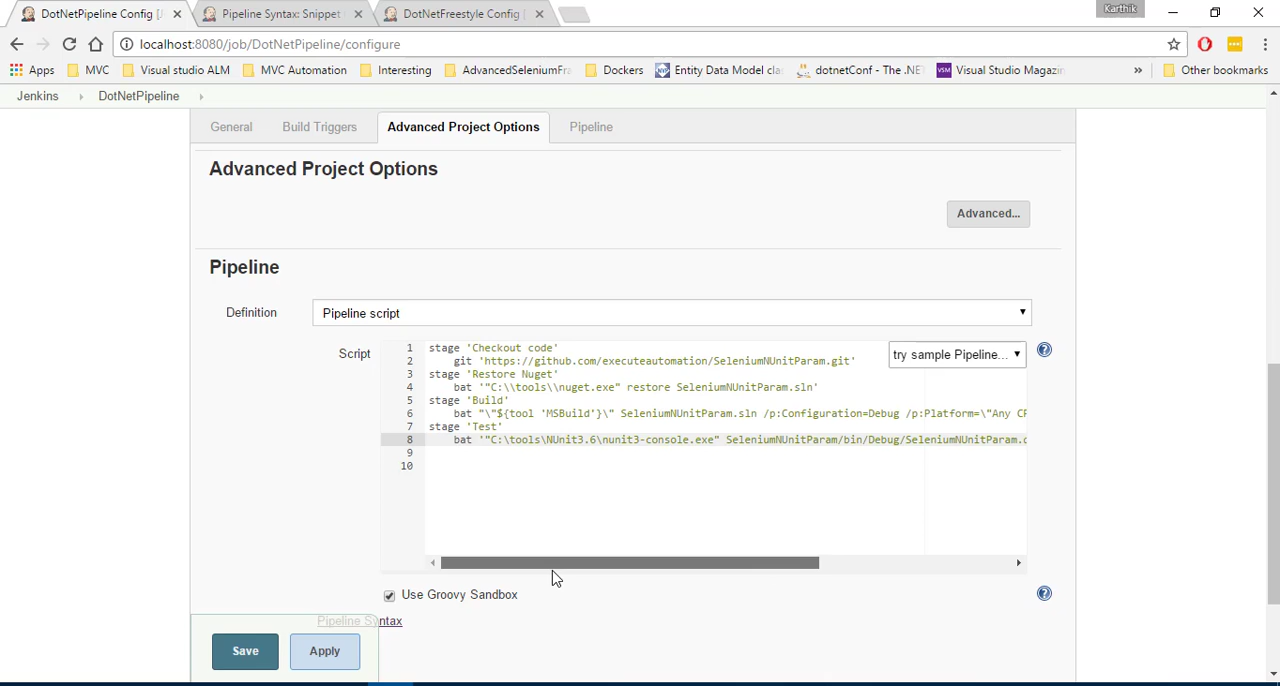 DotNetPipeline Config [
Pipeline Syntax: Snippet
DotNetFreestyle Config [
Karthik
localhost:8080/job/DotNetPipeline/configure
Apps MVC Visual studio ALM MVC Automation Interesting AdvancedSeleniumFra Dockers Entity Data Model cla dotnetConf - The .NE Visual Studio Magazin » Other bookmarks
Jenkins DotNetPipeline
General Build Triggers Advanced Project Options Pipeline
Advanced Project Options
Advanced...
Pipeline
Definition Pipeline script
Script
try sample Pipeline...
1 stage 'Checkout code'
2 git 'https://github.com/executeautomation/SeleniumNUnitParam.git'
3 stage 'Restore Nuget'
4 bat '"C:\\tools\\nuget.exe" restore SeleniumNUnitParam.sln'
5 stage 'Build'
6 bat "\"${tool 'MSBuild'}\" SeleniumNUnitParam.sln /p:Configuration=Debug /p:Platform=\"Any CP
7 stage 'Test'
8 bat '"C:\tools\NUnit3.6\nunit3-console.exe" SeleniumNUnitParam/bin/Debug/SeleniumNUnitParam.d
9
10
Use Groovy Sandbox
Pipeline Syntax
Save Apply